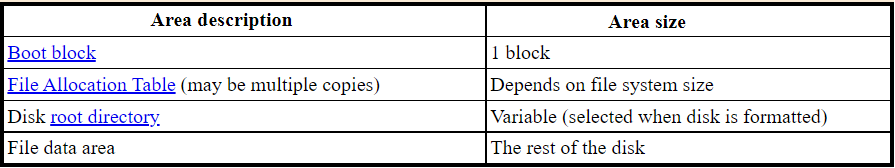 Area description Area size
Boot block 1 block
File Allocation Table (may be multiple copies) Depends on file system size
Disk root directory Variable (selected when disk is formatted)
File data area The rest of the disk